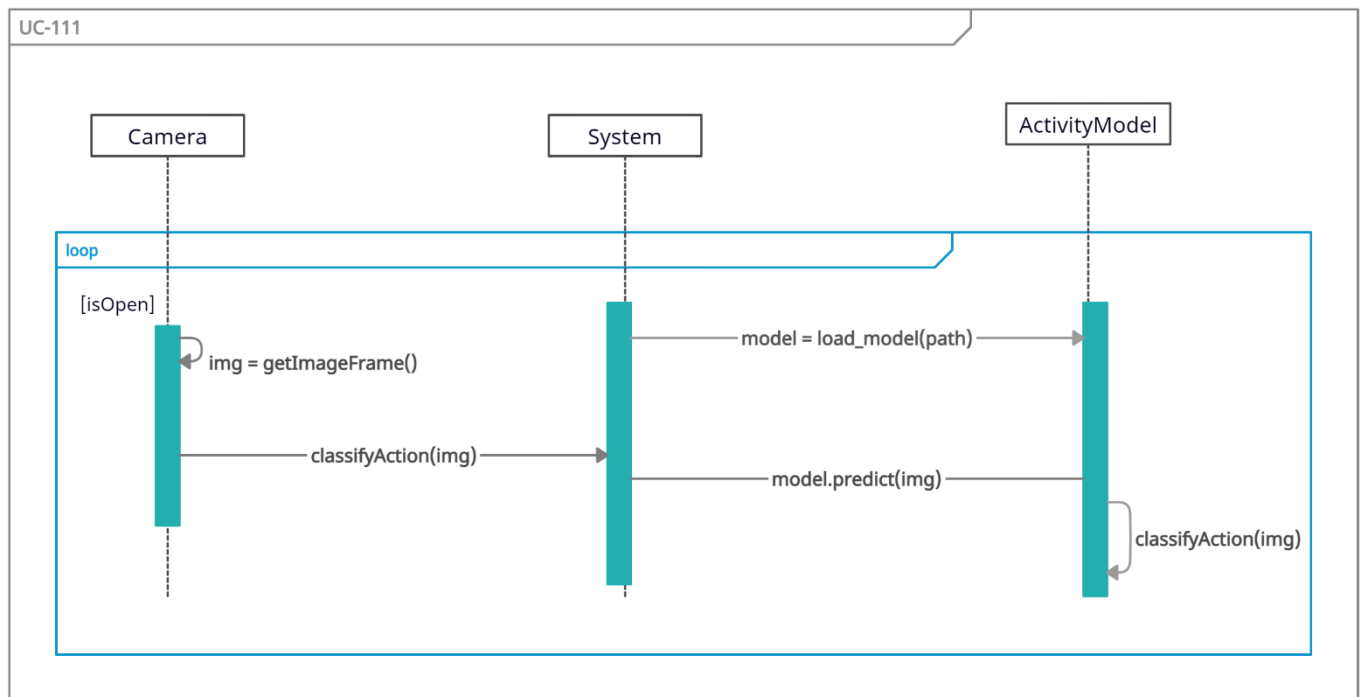 UC-111
Camera
System
ActivityModel
loop
[isOpen]
model = load_model(path)
img = getImageFrame()
classifyAction(img)
model.predict(img)
classifyAction(img)